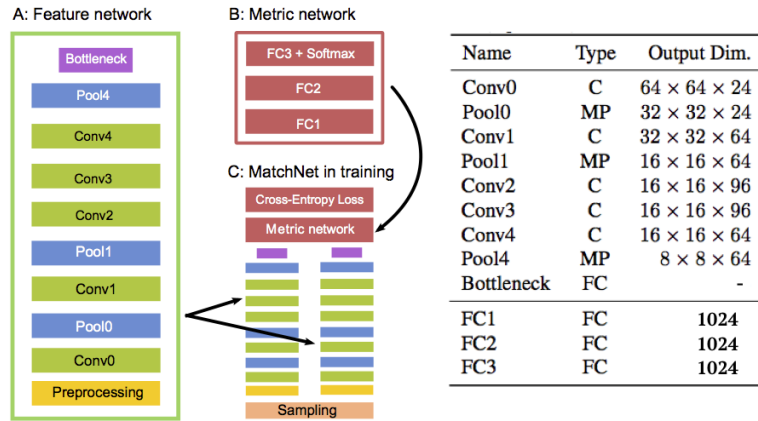 A: Feature network
Bottleneck
Pool4
Conv4
Conv3
Conv2
Pool1
Conv1
Pool0
Conv0
Preprocessing
B: Metric network
FC3 + Softmax
FC2
FC1
C: MatchNet in training
Cross-Entropy Loss
Metric network
Sampling
Name Type Output Dim.
Conv0 C 64 × 64 × 24
Pool0 MP 32 × 32 × 24
Conv1 C 32 × 32 × 64
Pool1 MP 16 × 16 × 64
Conv2 C 16 × 16 × 96
Conv3 C 16 × 16 × 96
Conv4 C 16 × 16 × 64
Pool4 MP 8 × 8 × 64
Bottleneck FC -
FC1 FC 1024
FC2 FC 1024
FC3 FC 1024